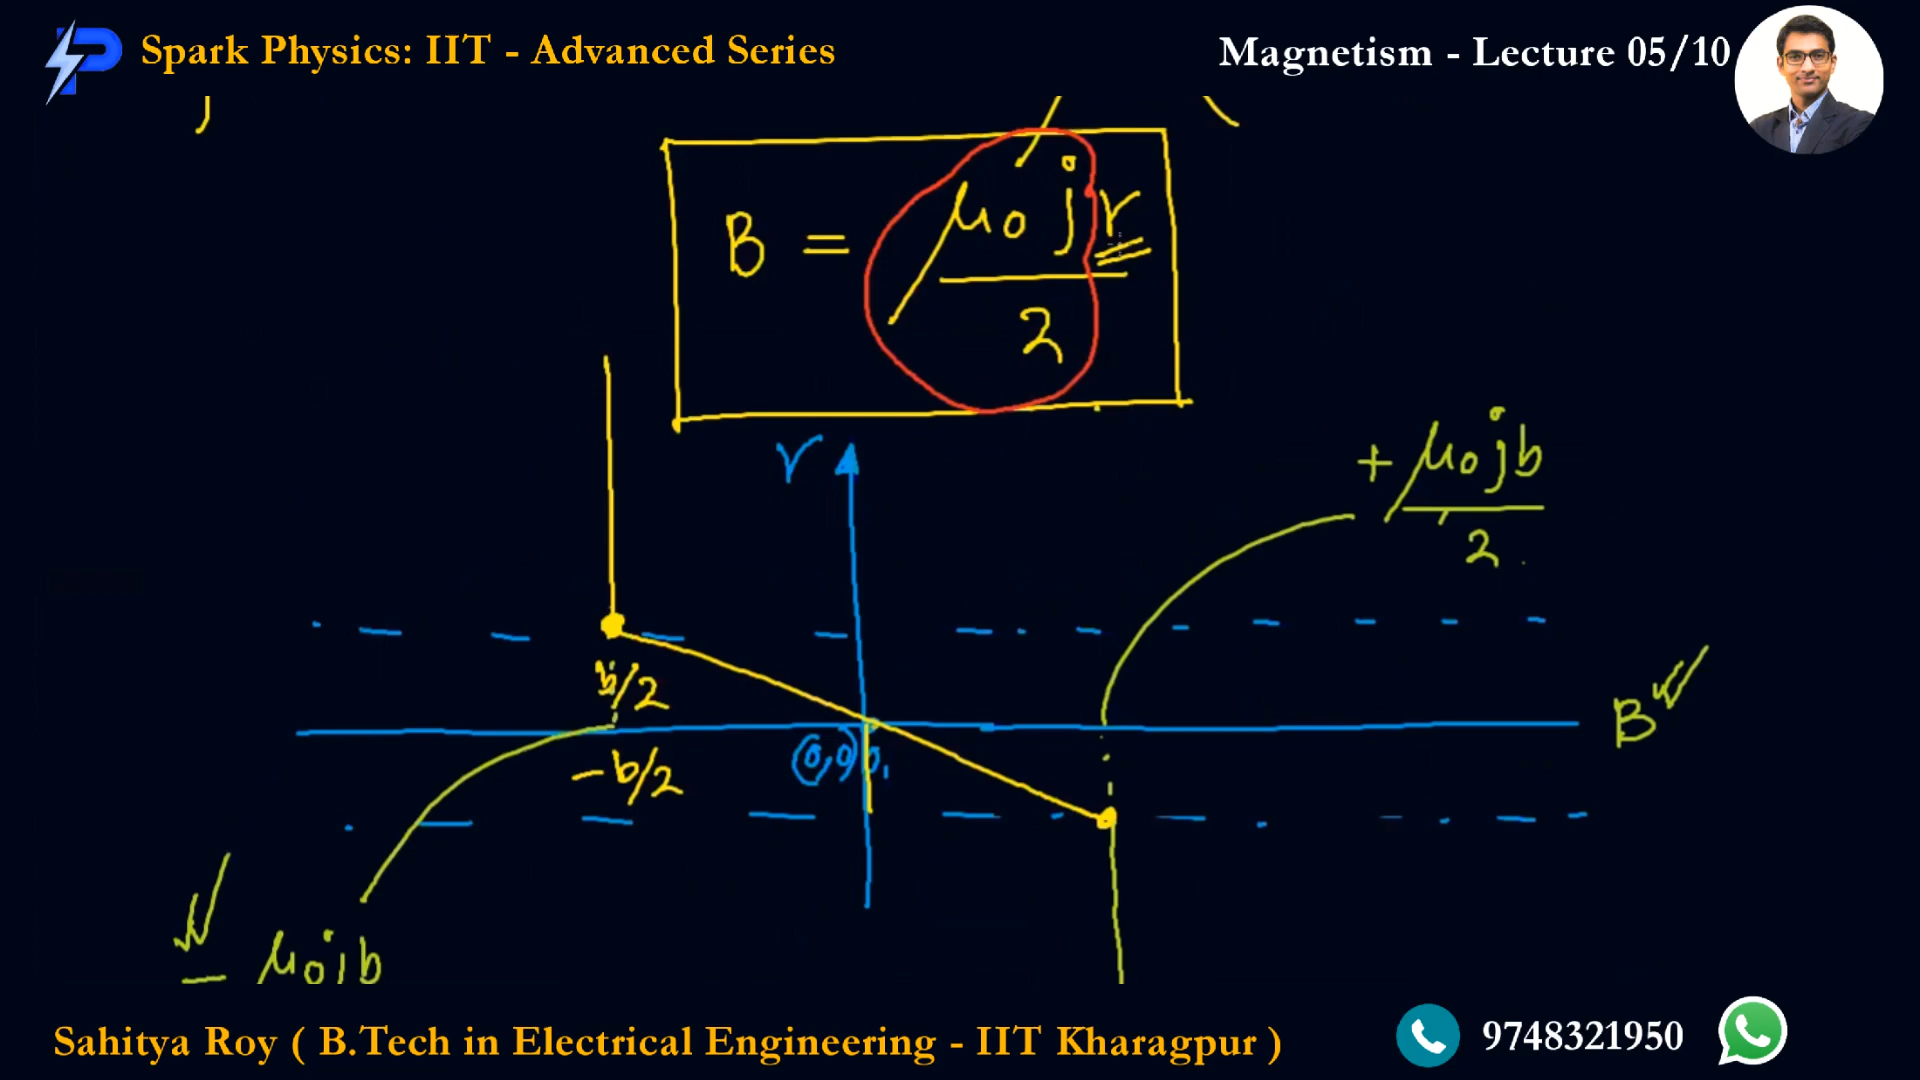 Spark Physics: IIT - Advanced Series
Magnetism - Lecture 05/10
B = μ₀jr/2
r
+ μ₀jb/2
b/2
B
(0,0)
-b/2
- μ₀jb
Sahitya Roy ( B.Tech in Electrical Engineering - IIT Kharagpur )
9748321950